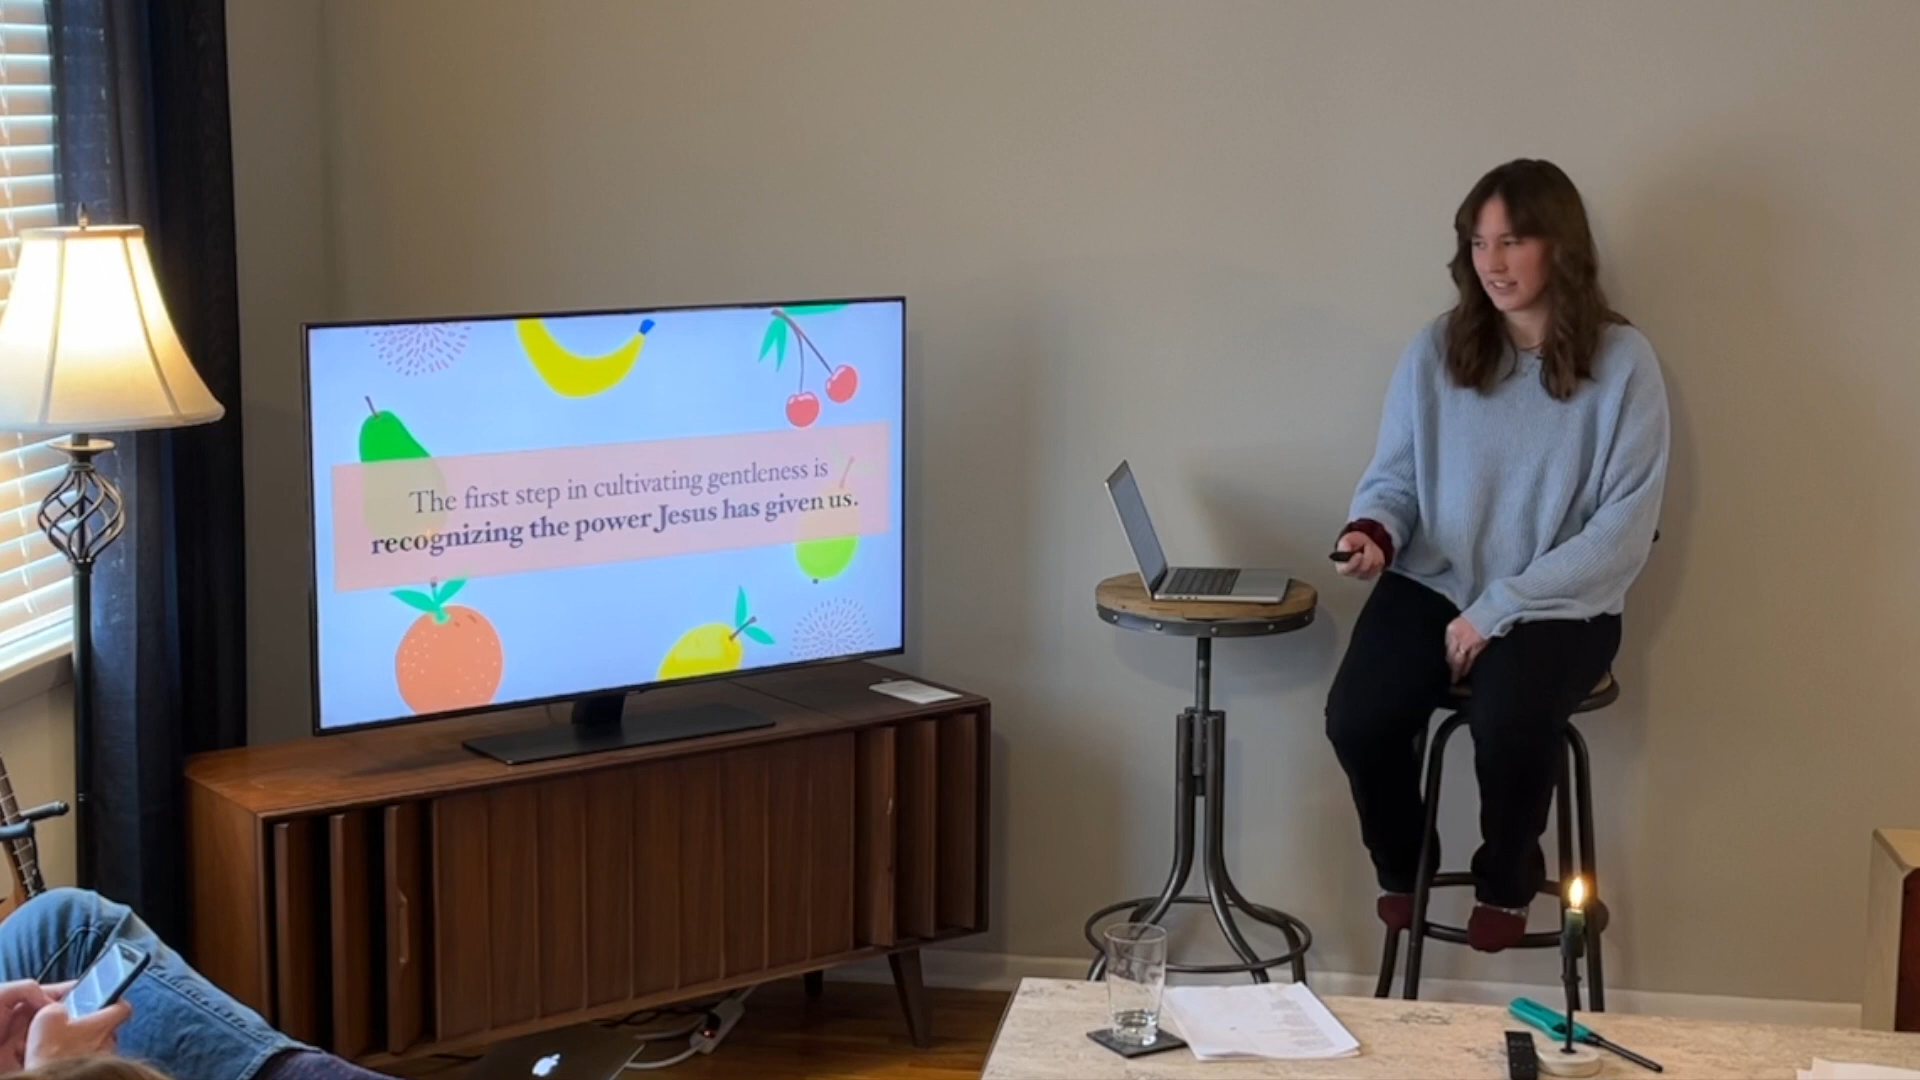 The first step in cultivating gentleness is
recognizing the power Jesus has given us.